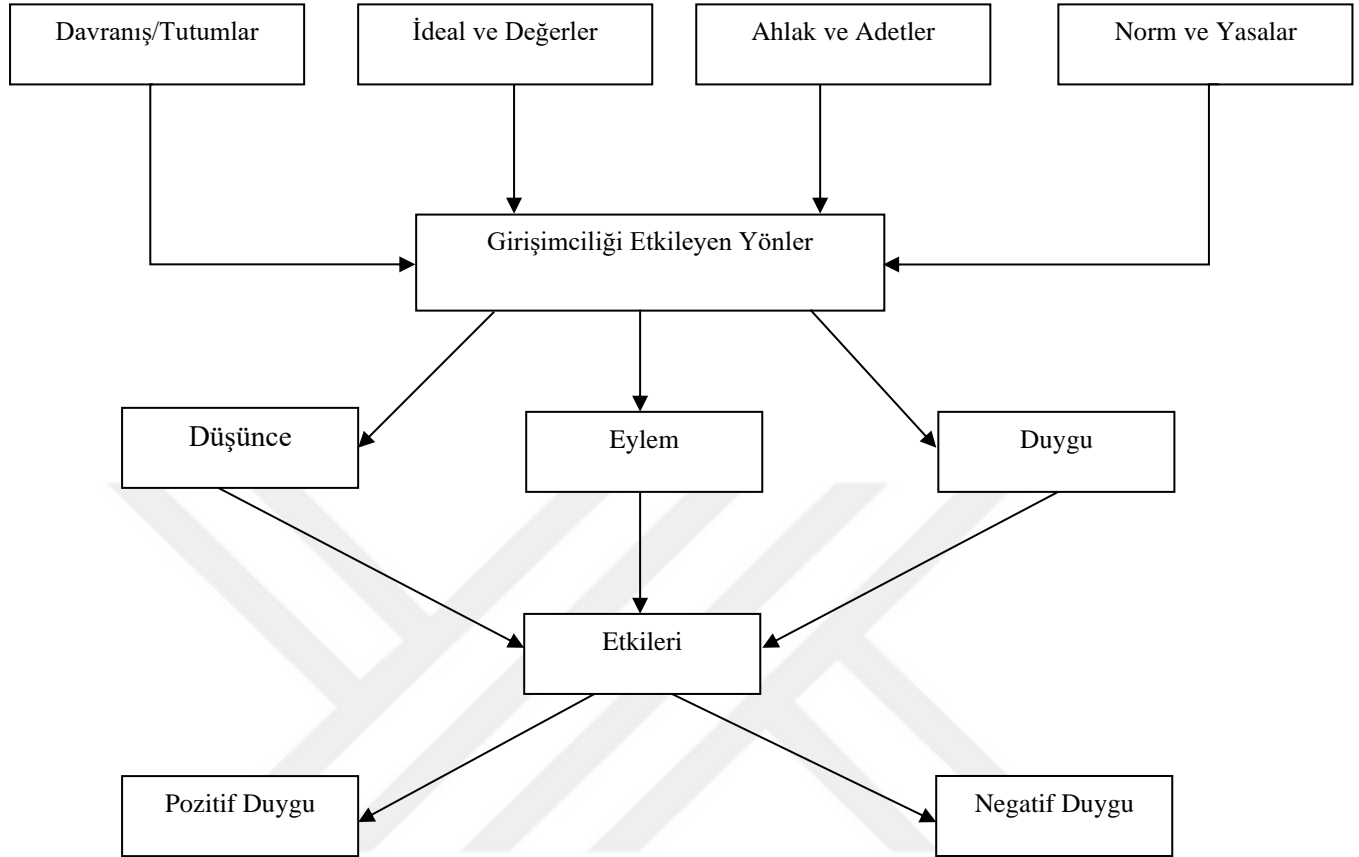 Davranış/Tutumlar
İdeal ve Değerler
Ahlak ve Adetler
Norm ve Yasalar
Girişimciliği Etkileyen Yönler
Düşünce
Eylem
Duygu
Etkileri
Pozitif Duygu
Negatif Duygu